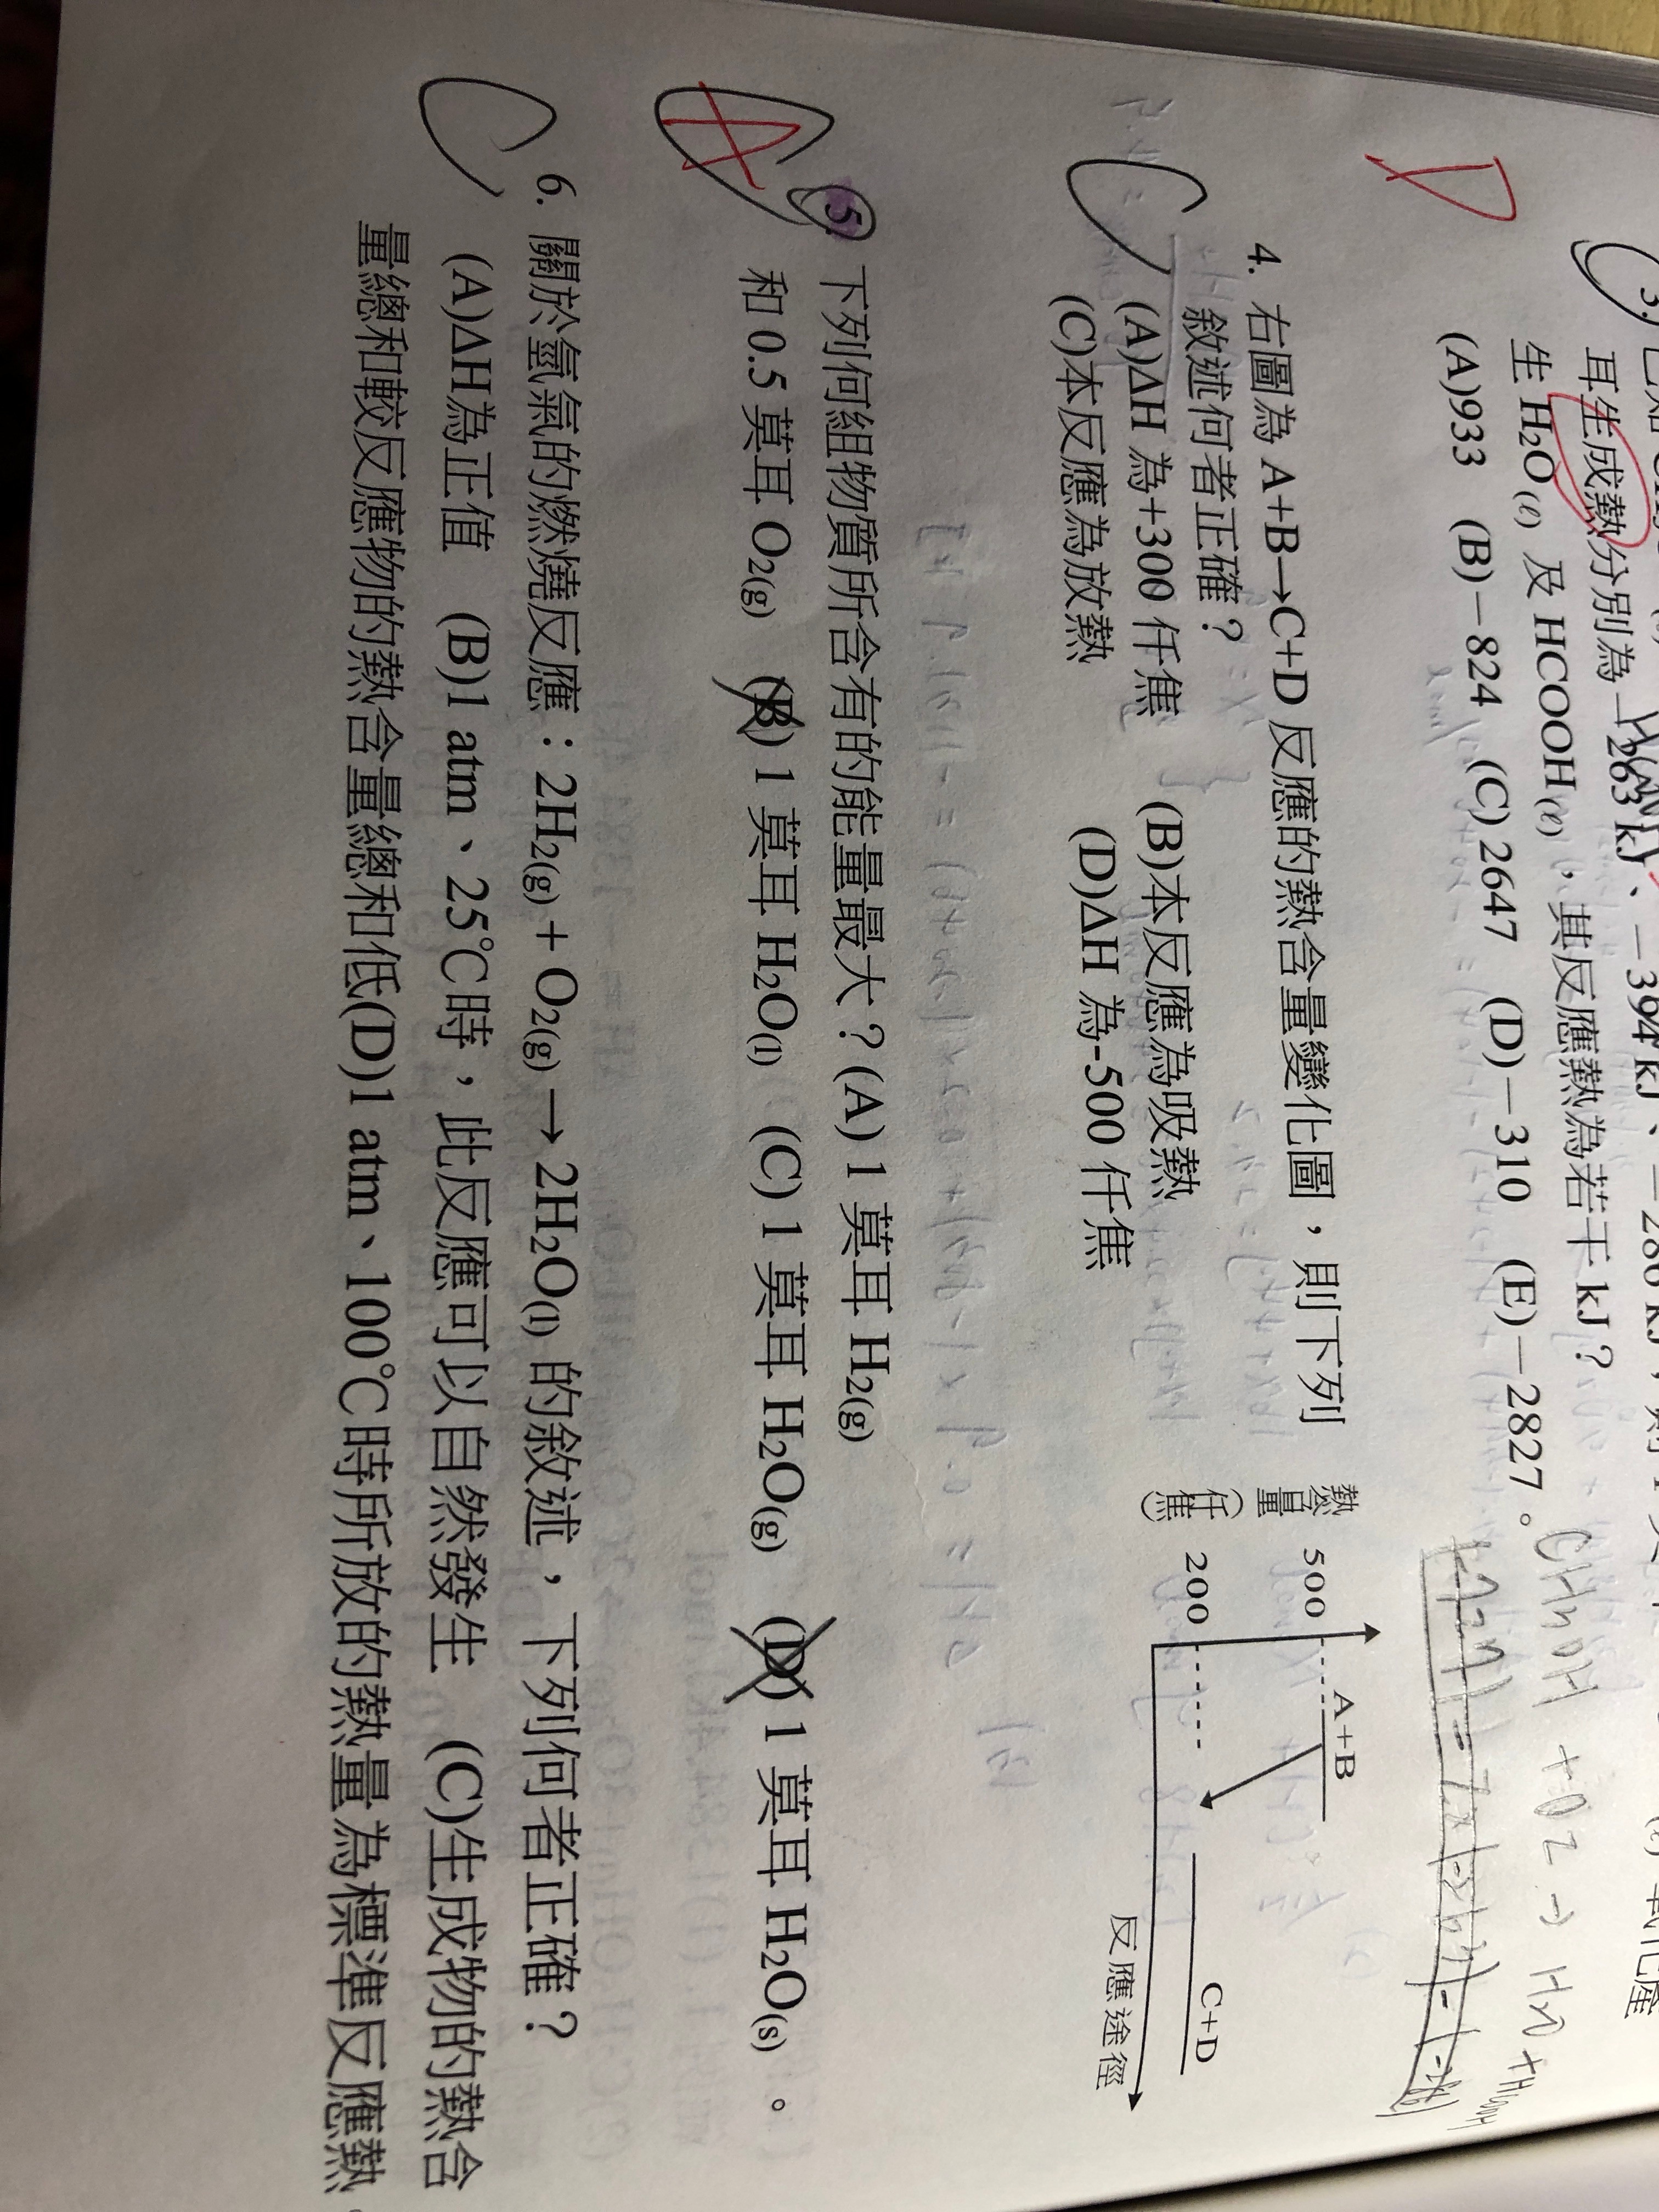 耳生成熱分別為－263 kJ、－394 kJ、－286 kJ，則
生 H₂O(ℓ) 及 HCOOH(ℓ)，其反應熱為若干 kJ？
(A)933 (B)－824 (C) 2647 (D)－310 (E)－2827。
D
CH₃OH + O2 → H2O + HCOOH
4. 右圖為 A+B→C+D 反應的熱含量變化圖，則下列
敘述何者正確？
(A)ΔH 為+300 仟焦 (B)本反應為吸熱
(C)本反應為放熱 (D)ΔH 為-500 仟焦
C
熱含量(仟焦)
500
200
A+B
C+D
反應途徑
5. 下列何組物質所含有的能量最大？(A) 1 莫耳 H₂(g)
和 0.5 莫耳 O₂(g) (B) 1 莫耳 H₂O(l) (C) 1 莫耳 H₂O(g) (D) 1 莫耳 H₂O(s) 。
A
6. 關於氫氣的燃燒反應：2H₂(g) + O₂(g) → 2H₂O(l) 的敘述，下列何者正確？
(A)ΔH為正值 (B)1 atm、25℃時，此反應可以自然發生 (C)生成物的熱含
量總和較反應物的熱含量總和低(D)1 atm、100℃時所放的熱量為標準反應熱
C